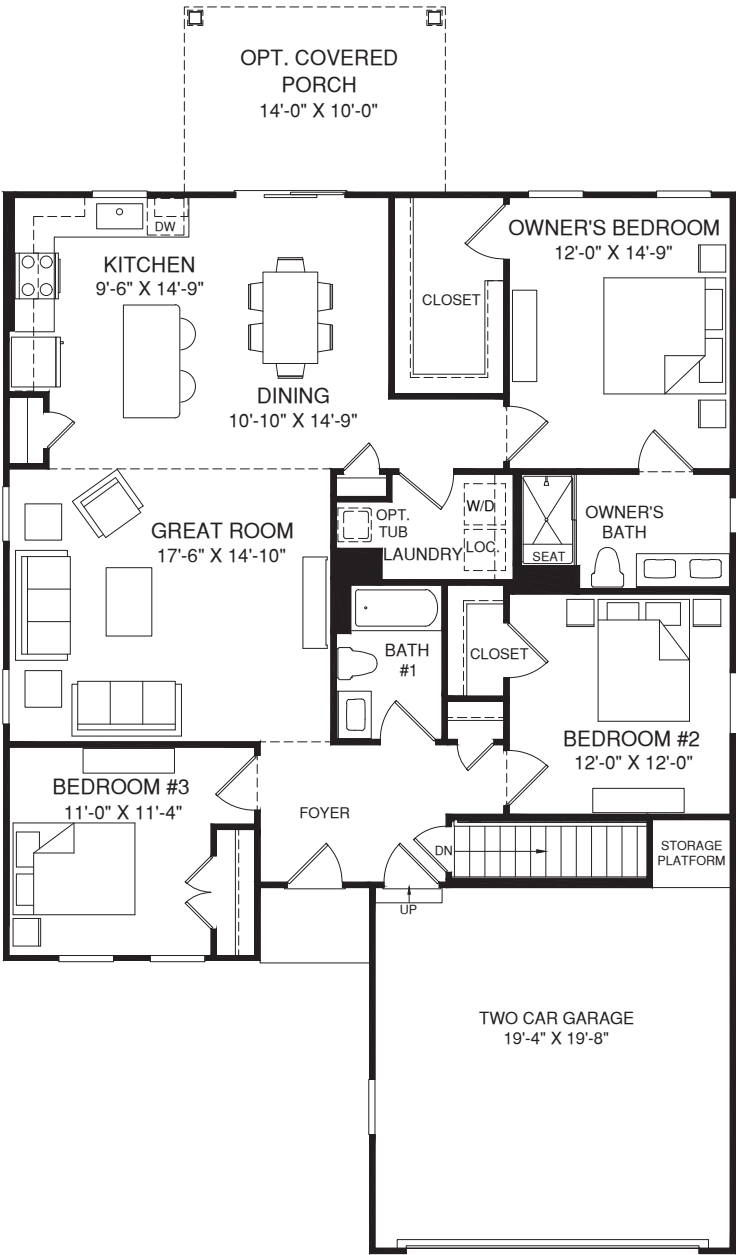 OPT. COVERED
PORCH
14'-0" X 10'-0"
DW
KITCHEN
9'-6" X 14'-9"
OWNER'S BEDROOM
12'-0" X 14'-9"
CLOSET
DINING
10'-10" X 14'-9"
GREAT ROOM
17'-6" X 14'-10"
OPT.
TUB
LAUNDRY
W/D
LOC.
SEAT
OWNER'S
BATH
BATH
#1
CLOSET
BEDROOM #2
12'-0" X 12'-0"
BEDROOM #3
11'-0" X 11'-4"
FOYER
DN
STORAGE
PLATFORM
UP
TWO CAR GARAGE
19'-4" X 19'-8"